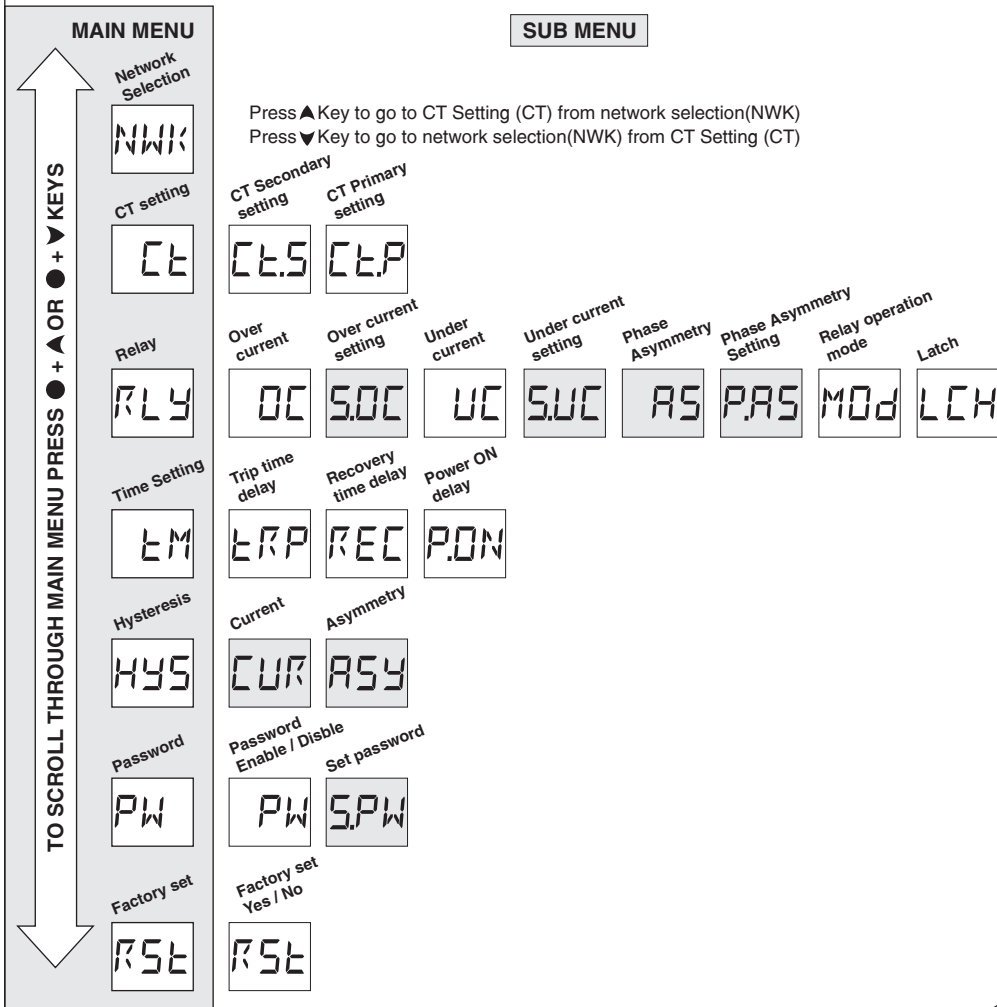 MAIN MENU
SUB MENU
TO SCROLL THROUGH MAIN MENU PRESS ● + ▲ OR ● + ▼ KEYS
Network
Selection
NWK
Press ▲ Key to go to CT Setting (CT) from network selection(NWK)
Press ▼ Key to go to network selection(NWK) from CT Setting (CT)
CT setting
Ct
CT Secondary
setting
Ct.S
CT Primary
setting
Ct.P
Relay
RLY
Over
current
OC
Over current
setting
S.OC
Under
current
UC
Under current
setting
S.UC
Phase
Asymmetry
AS
Phase Asymmetry
Setting
P.AS
Relay operation
mode
MOd
Latch
LCH
Time Setting
tM
Trip time
delay
tRP
Recovery
time delay
REC
Power ON
delay
P.ON
Hysteresis
HYS
Current
CUR
Asymmetry
ASY
Password
PW
Password
Enable / Disble
PW
Set password
S.PW
Factory set
RSt
Factory set
Yes / No
RSt